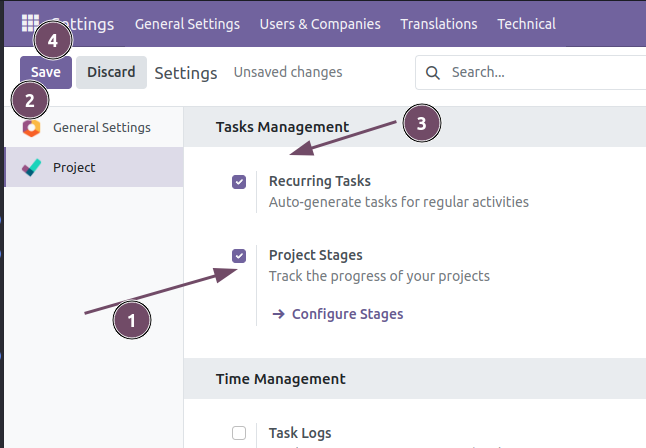 Settings General Settings Users & Companies Translations Technical
4
Save Discard Settings Unsaved changes Search...
2
General Settings
Project
Tasks Management
3
Recurring Tasks
Auto-generate tasks for regular activities
Project Stages
Track the progress of your projects
Configure Stages
1
Time Management
Task Logs